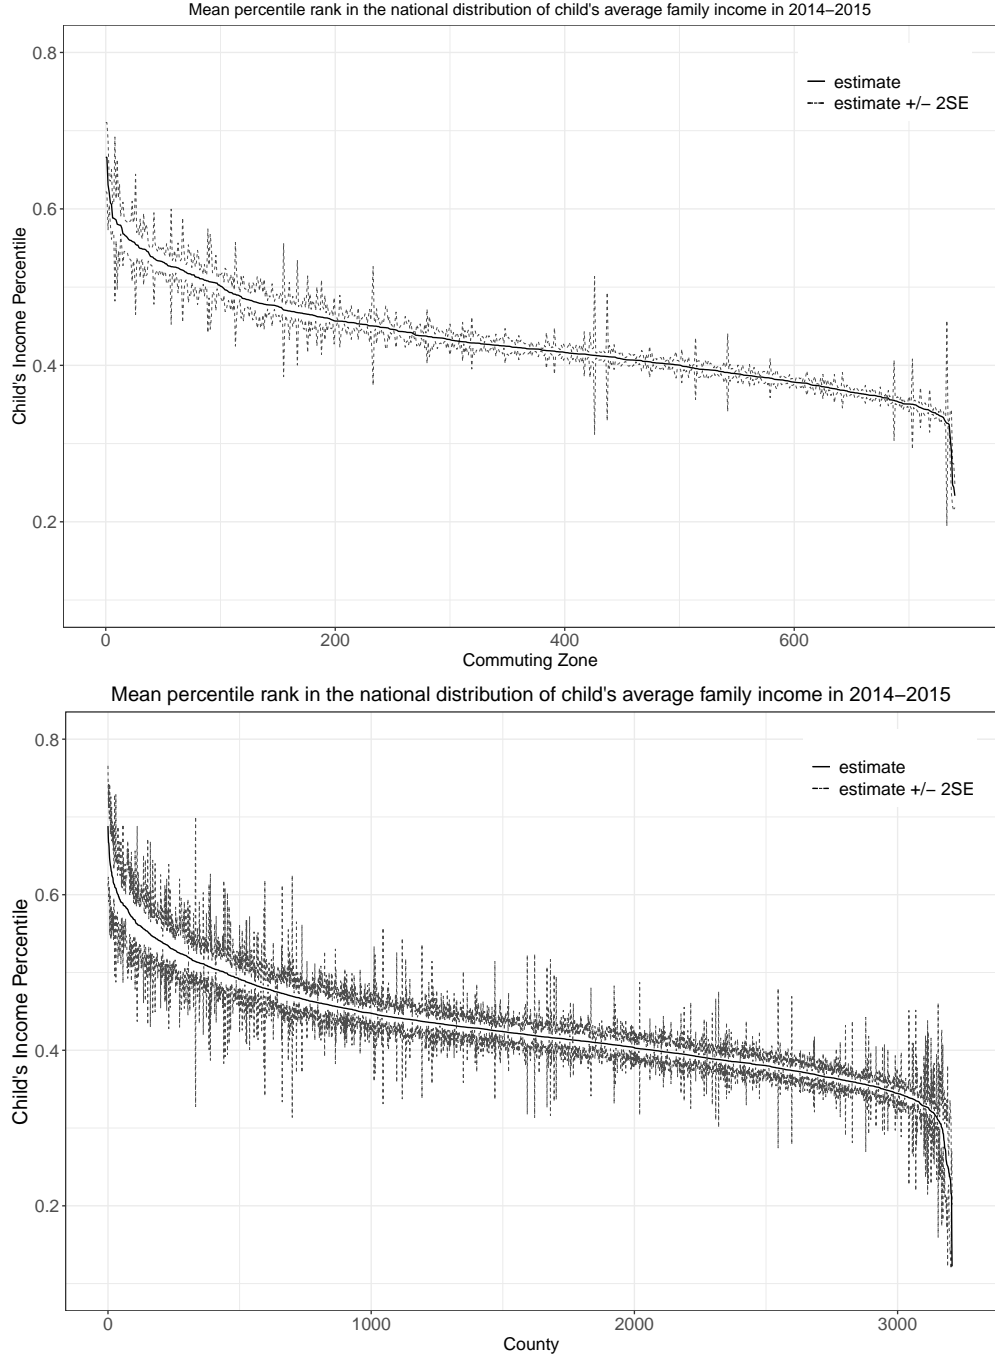 Mean percentile rank in the national distribution of child's average family income in 2014−2015
0.8
0.6
0.4
0.2
Child's Income Percentile
estimate
estimate +/− 2SE
0 200 400 600
Commuting Zone
Mean percentile rank in the national distribution of child's average family income in 2014−2015
0.8
0.6
0.4
0.2
Child's Income Percentile
estimate
estimate +/− 2SE
0 1000 2000 3000
County